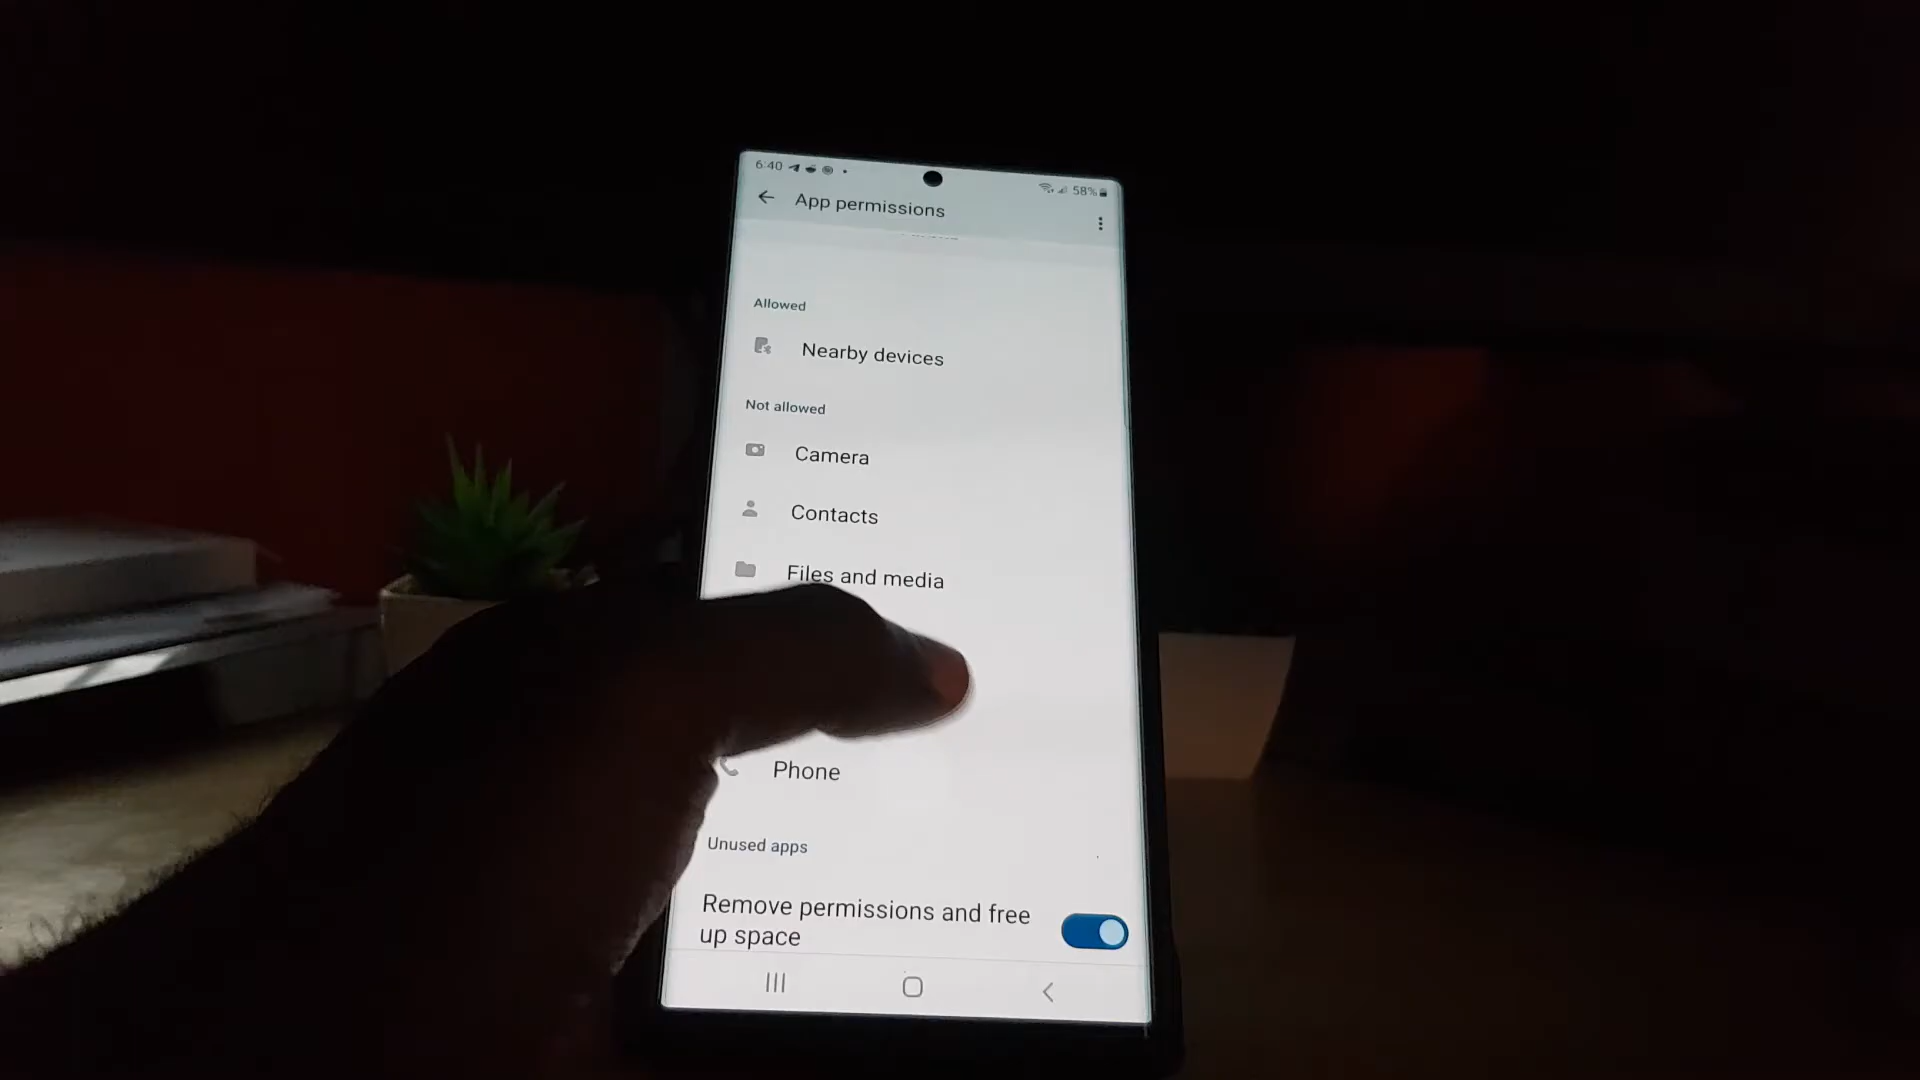 6:40
58%
App permissions
Allowed
Nearby devices
Not allowed
Camera
Contacts
Files and media
Phone
Unused apps
Remove permissions and free
up space